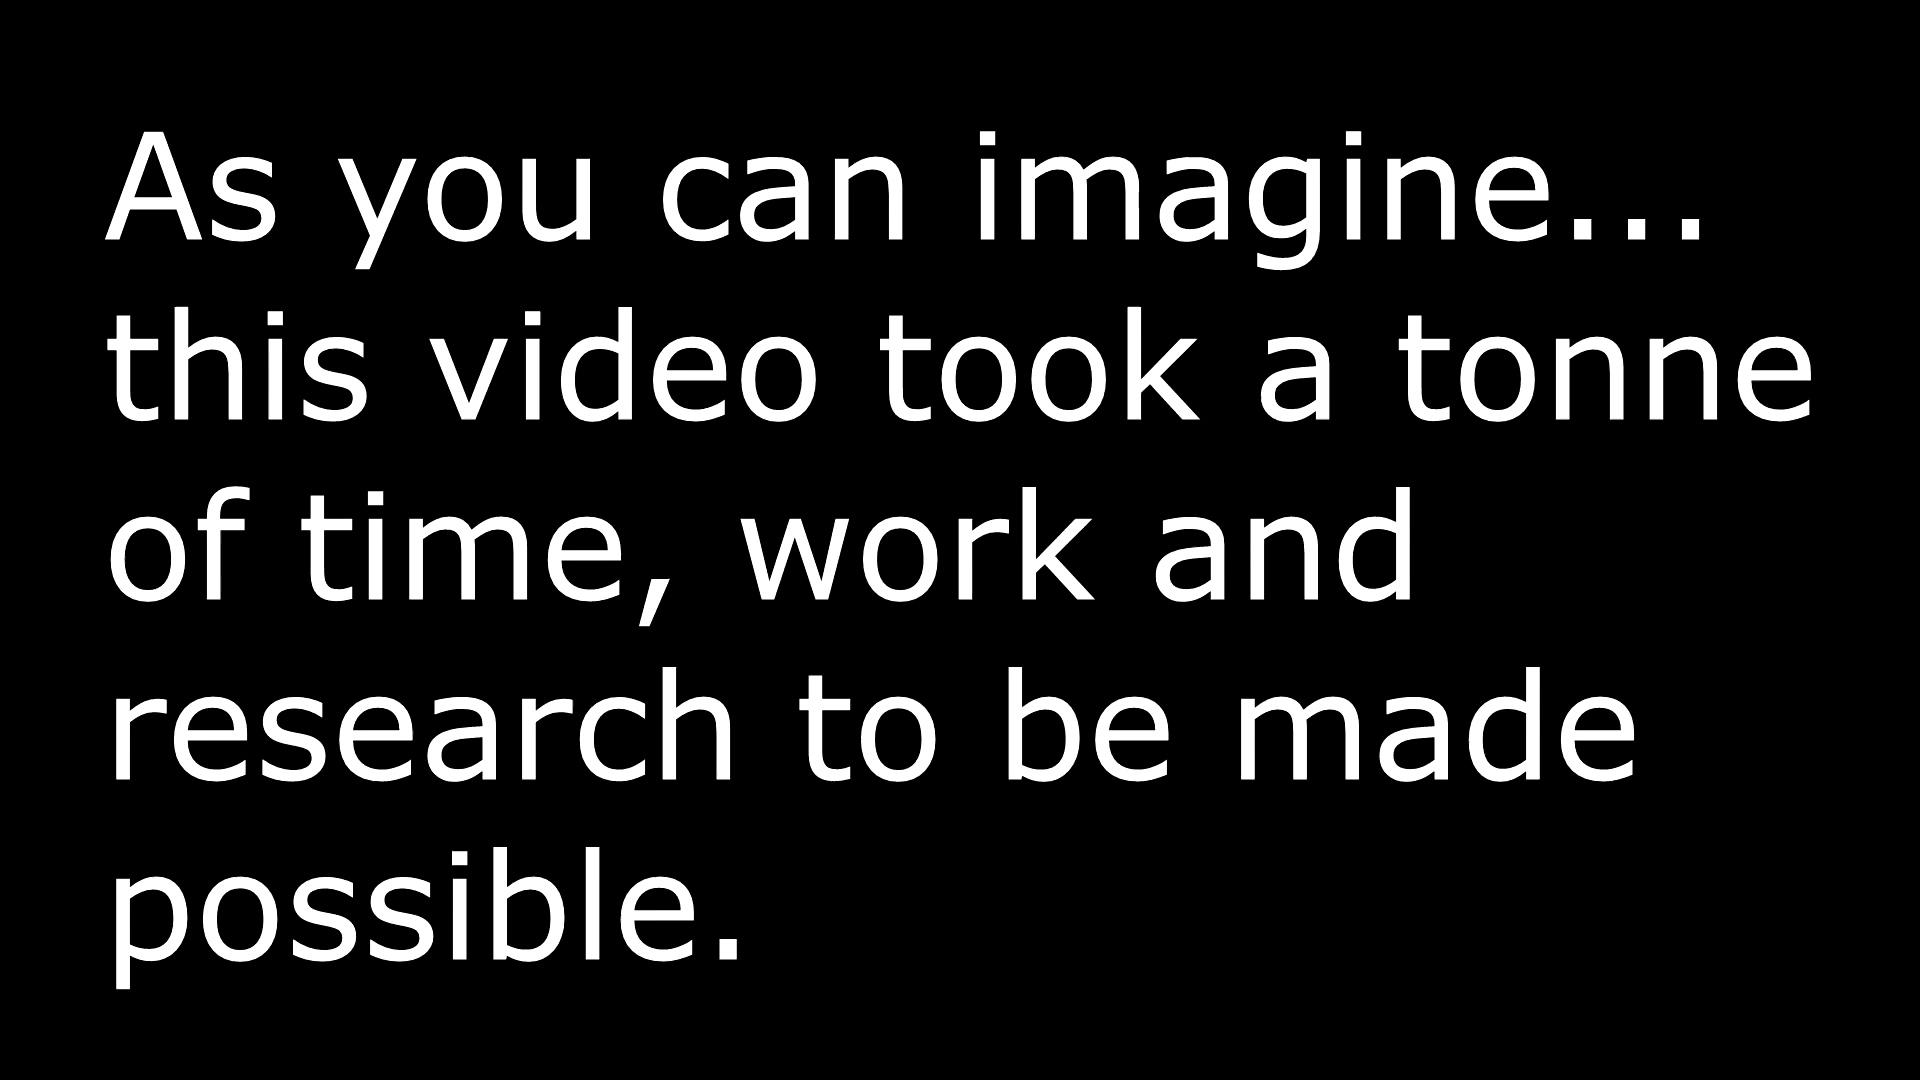 As you can imagine...
this video took a tonne
of time, work and
research to be made
possible.